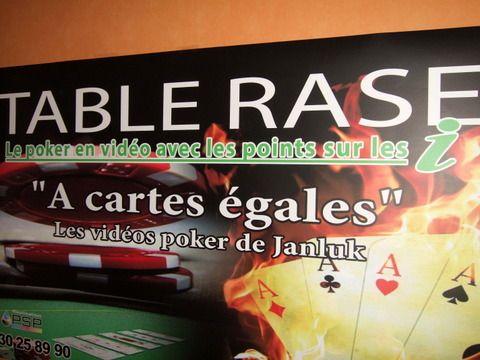 TABLE RASE
Le poker en vidéo avec les points sur les i
"A cartes égales"
Les vidéos poker de Janluk
A A A A
PSP
30 25 89 90